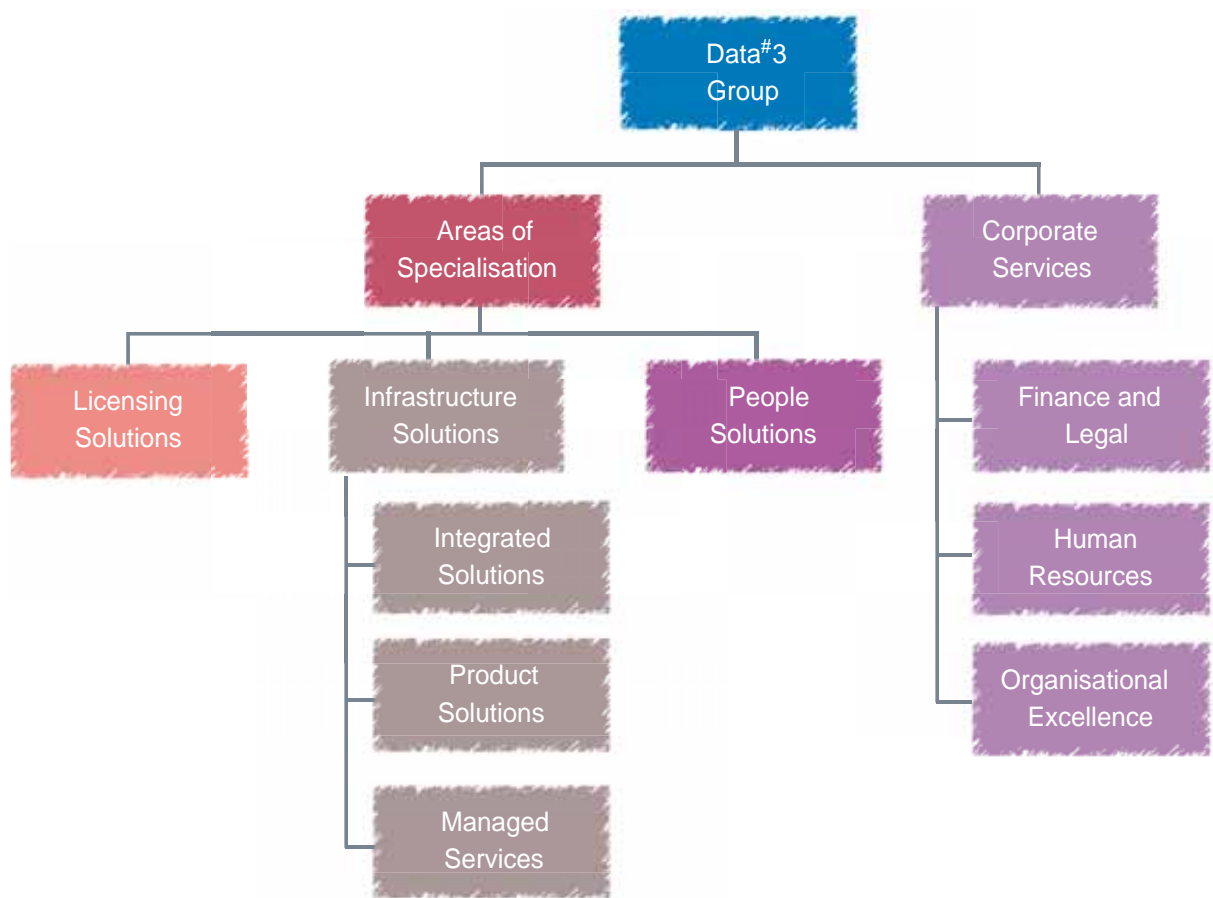 Data#3
Group
Areas of
Specialisation
Corporate
Services
Licensing
Solutions
Infrastructure
Solutions
People
Solutions
Finance and
Legal
Integrated
Solutions
Human
Resources
Product
Solutions
Organisational
Excellence
Managed
Services